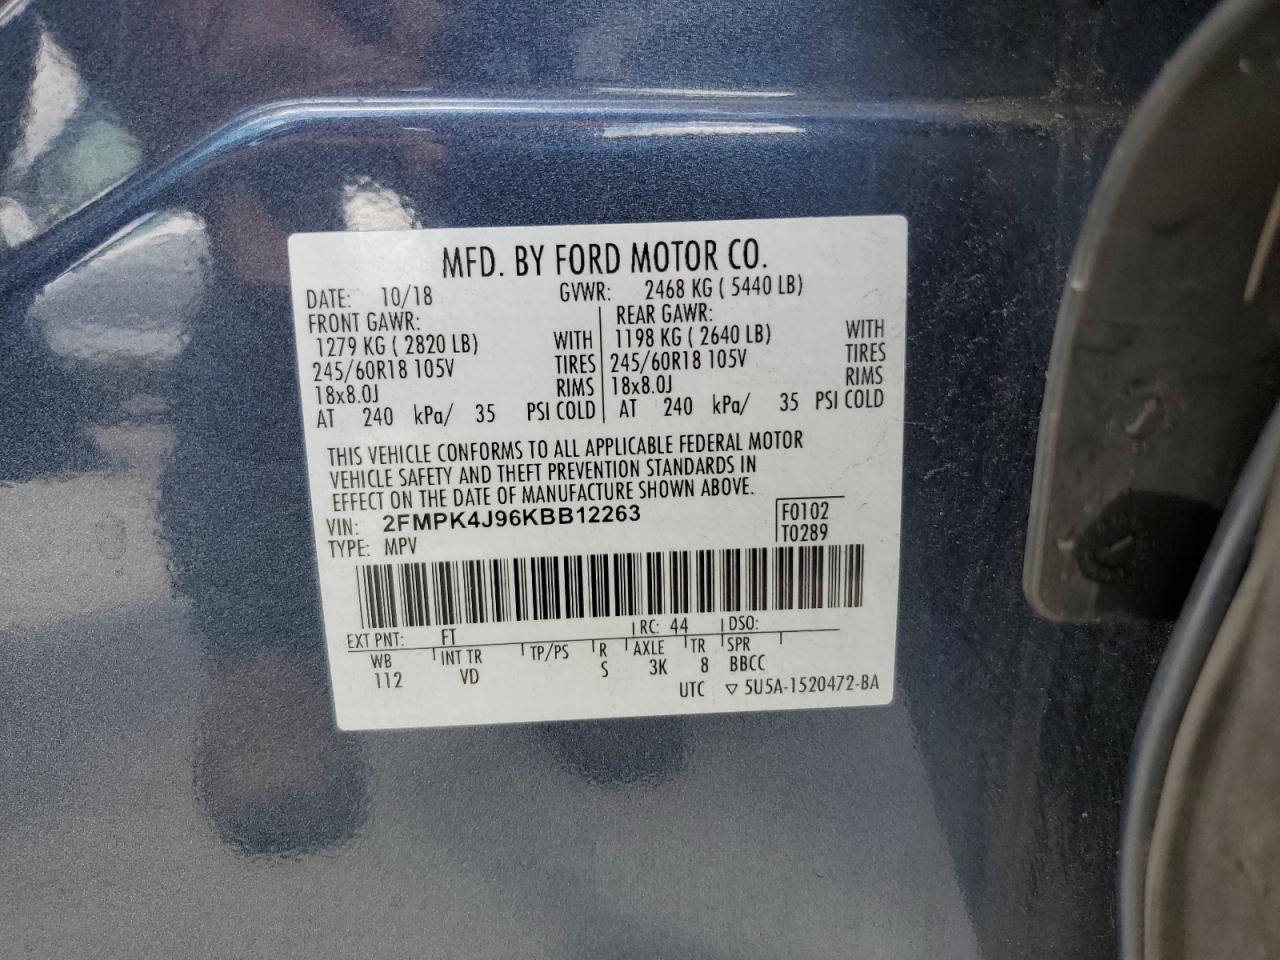 MFD. BY FORD MOTOR CO.
DATE: 10/18 GVWR: 2468 KG ( 5440 LB)
FRONT GAWR: REAR GAWR:
1279 KG ( 2820 LB) WITH 1198 KG ( 2640 LB) WITH
245/60R18 105V TIRES 245/60R18 105V TIRES
18x8.0J RIMS 18x8.0J RIMS
AT 240 kPa/ 35 PSI COLD AT 240 kPa/ 35 PSI COLD
THIS VEHICLE CONFORMS TO ALL APPLICABLE FEDERAL MOTOR
VEHICLE SAFETY AND THEFT PREVENTION STANDARDS IN
EFFECT ON THE DATE OF MANUFACTURE SHOWN ABOVE.
VIN: 2FMPK4J96KBB12263 F0102
TYPE: MPV T0289
EXT PNT: FT RC: 44 DSO:
WB INT TR TP/PS R AXLE TR SPR
112 VD S 3K 8 BBCC
UTC ▽ 5U5A-1520472-BA